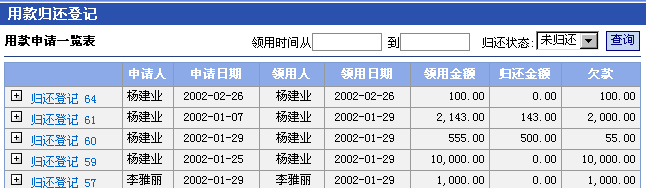 用款归还登记
用款申请一览表 领用时间从 到 归还状态: 未归还 查询
申请人 申请日期 领用人 领用日期 领用金额 归还金额 欠款
归还登记 64 杨建业 2002-02-26 杨建业 2002-02-26 100.00 0.00 100.00
归还登记 61 杨建业 2002-01-07 杨建业 2002-01-29 2,143.00 143.00 2,000.00
归还登记 60 杨建业 2002-01-29 杨建业 2002-01-29 555.00 500.00 55.00
归还登记 59 杨建业 2002-01-25 杨建业 2002-01-29 10,000.00 0.00 10,000.00
归还登记 57 李雅丽 2002-01-29 李雅丽 2002-01-29 1,000.00 0.00 1,000.00